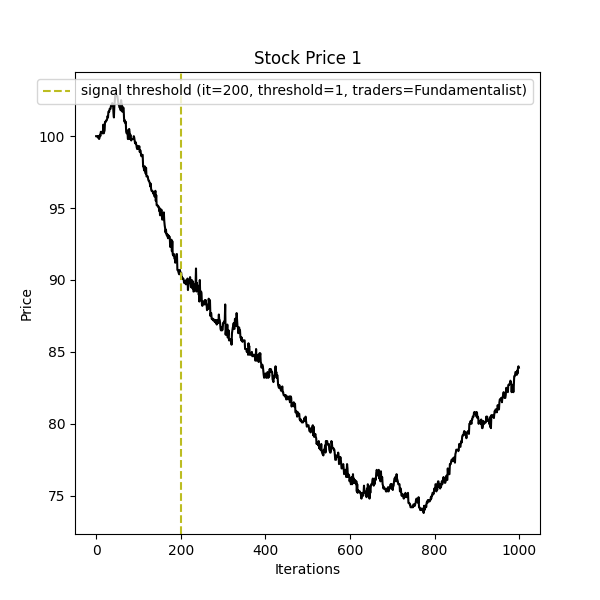 Stock Price 1
signal threshold (it=200, threshold=1, traders=Fundamentalist)
100
95
90
85
80
75
Price
0 200 400 600 800 1000
Iterations